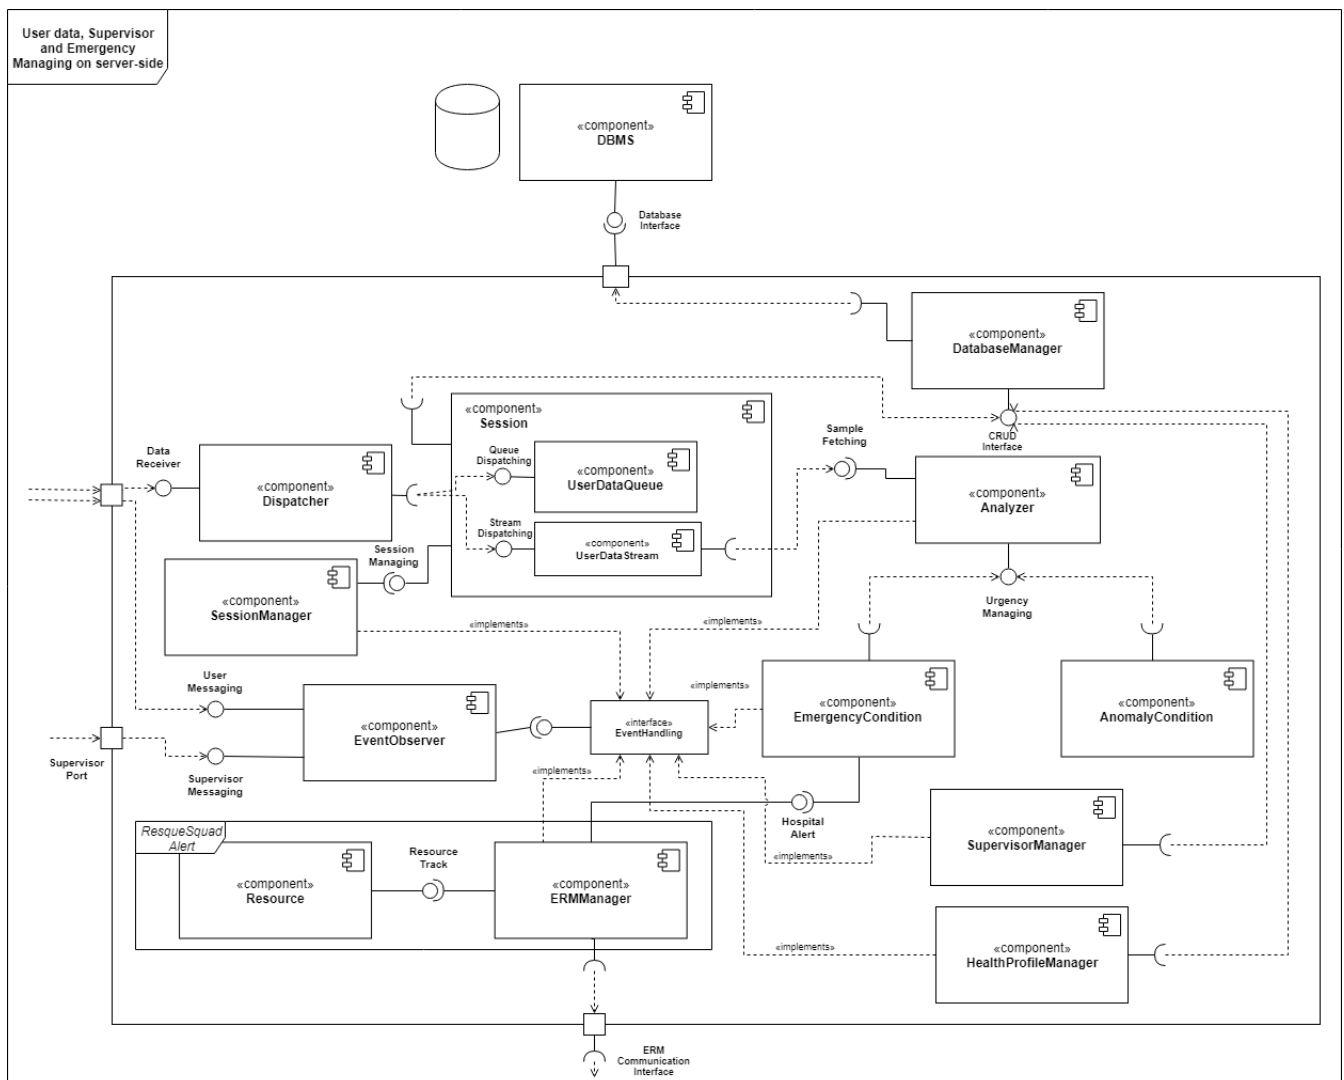 User data, Supervisor
and Emergency
Managing on server-side
«component»
DBMS
Database
Interface
«component»
DatabaseManager
CRUD
Interface
«component»
Session
Queue
Dispatching
«component»
UserDataQueue
Stream
Dispatching
«component»
UserDataStream
Sample
Fetching
«component»
Analyzer
Data
Receiver
«component»
Dispatcher
Session
Managing
«component»
SessionManager
Urgency
Managing
«implements»
«implements»
User
Messaging
«component»
EventObserver
Supervisor
Port
Supervisor
Messaging
«interface»
EventHandling
«implements»
«component»
EmergencyCondition
«component»
AnomalyCondition
«implements»
Hospital
Alert
ResqueSquad
Alert
«component»
Resource
Resource
Track
«component»
ERMManager
«implements»
«component»
SupervisorManager
«implements»
«component»
HealthProfileManager
ERM
Communication
Interface